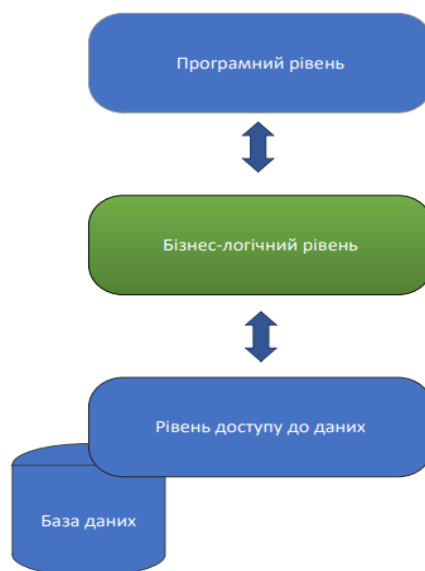 Програмний рівень
Бізнес-логічний рівень
Рівень доступу до даних
База даних